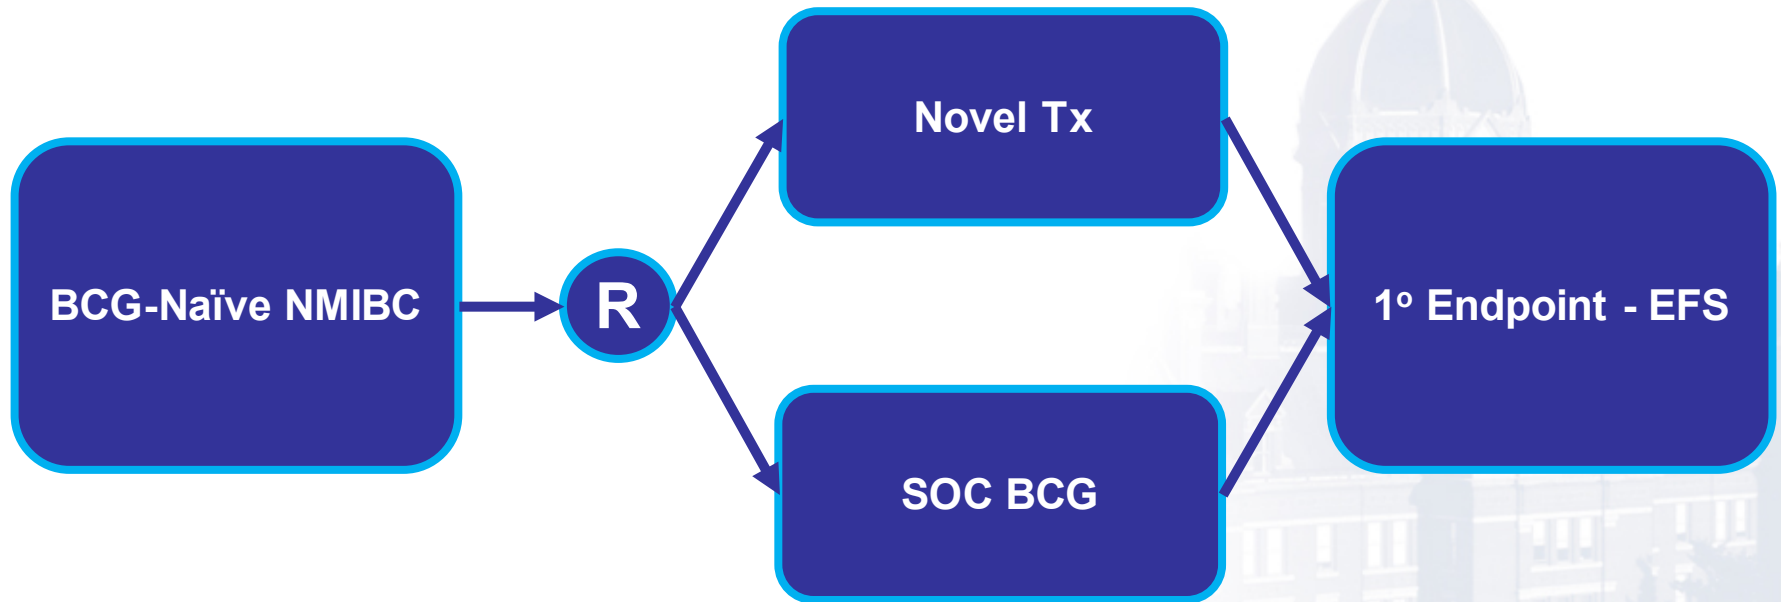 BCG-Naïve NMIBC
R
Novel Tx
SOC BCG
1º Endpoint - EFS